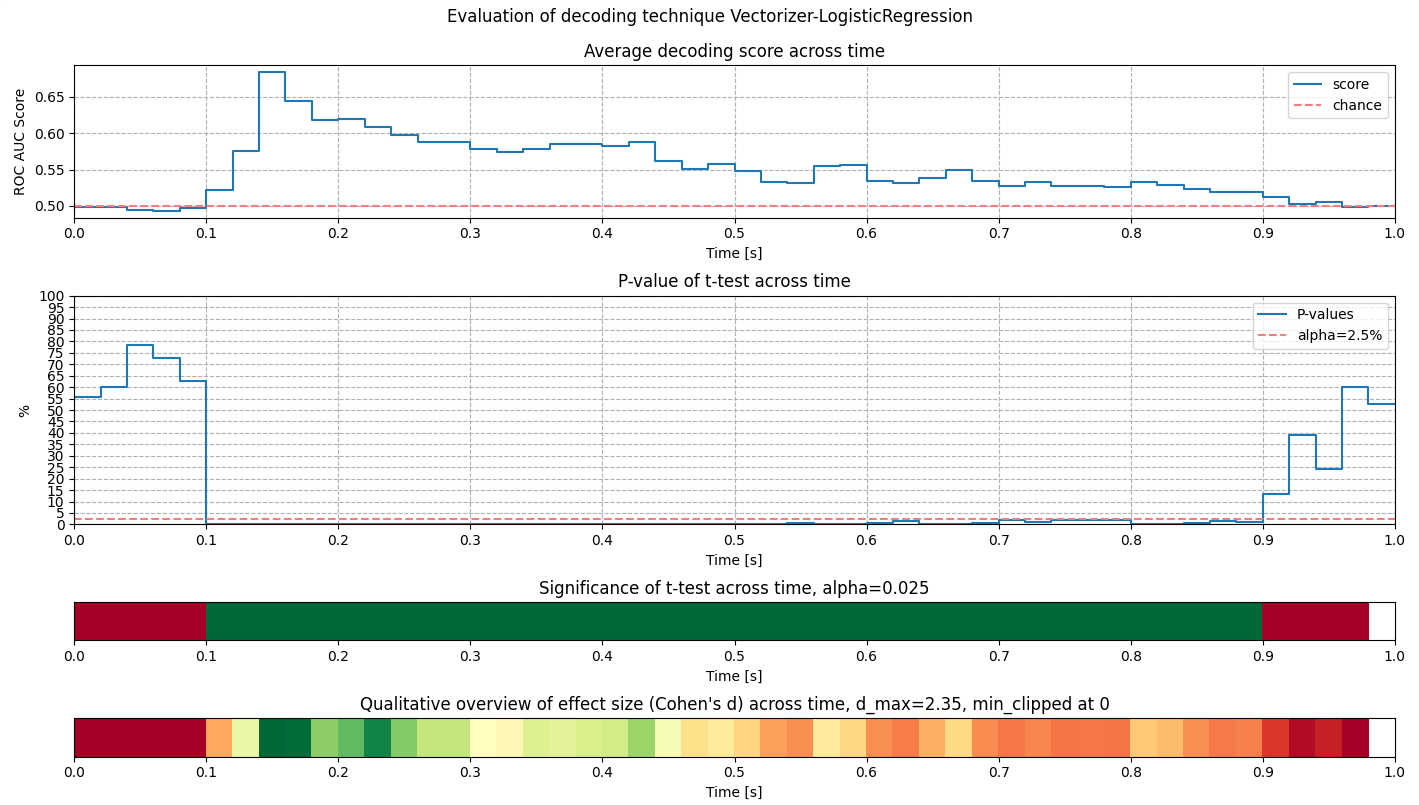 Evaluation of decoding technique Vectorizer-LogisticRegression
Average decoding score across time
ROC AUC Score
0.65
0.60
0.55
0.50
score
chance
0.0 0.1 0.2 0.3 0.4 0.5 0.6 0.7 0.8 0.9 1.0
Time [s]
P-value of t-test across time
%
100
95
90
85
80
75
70
65
60
55
50
45
40
35
30
25
20
15
10
5
0
P-values
alpha=2.5%
0.0 0.1 0.2 0.3 0.4 0.5 0.6 0.7 0.8 0.9 1.0
Time [s]
Significance of t-test across time, alpha=0.025
0.0 0.1 0.2 0.3 0.4 0.5 0.6 0.7 0.8 0.9 1.0
Time [s]
Qualitative overview of effect size (Cohen's d) across time, d_max=2.35, min_clipped at 0
0.0 0.1 0.2 0.3 0.4 0.5 0.6 0.7 0.8 0.9 1.0
Time [s]